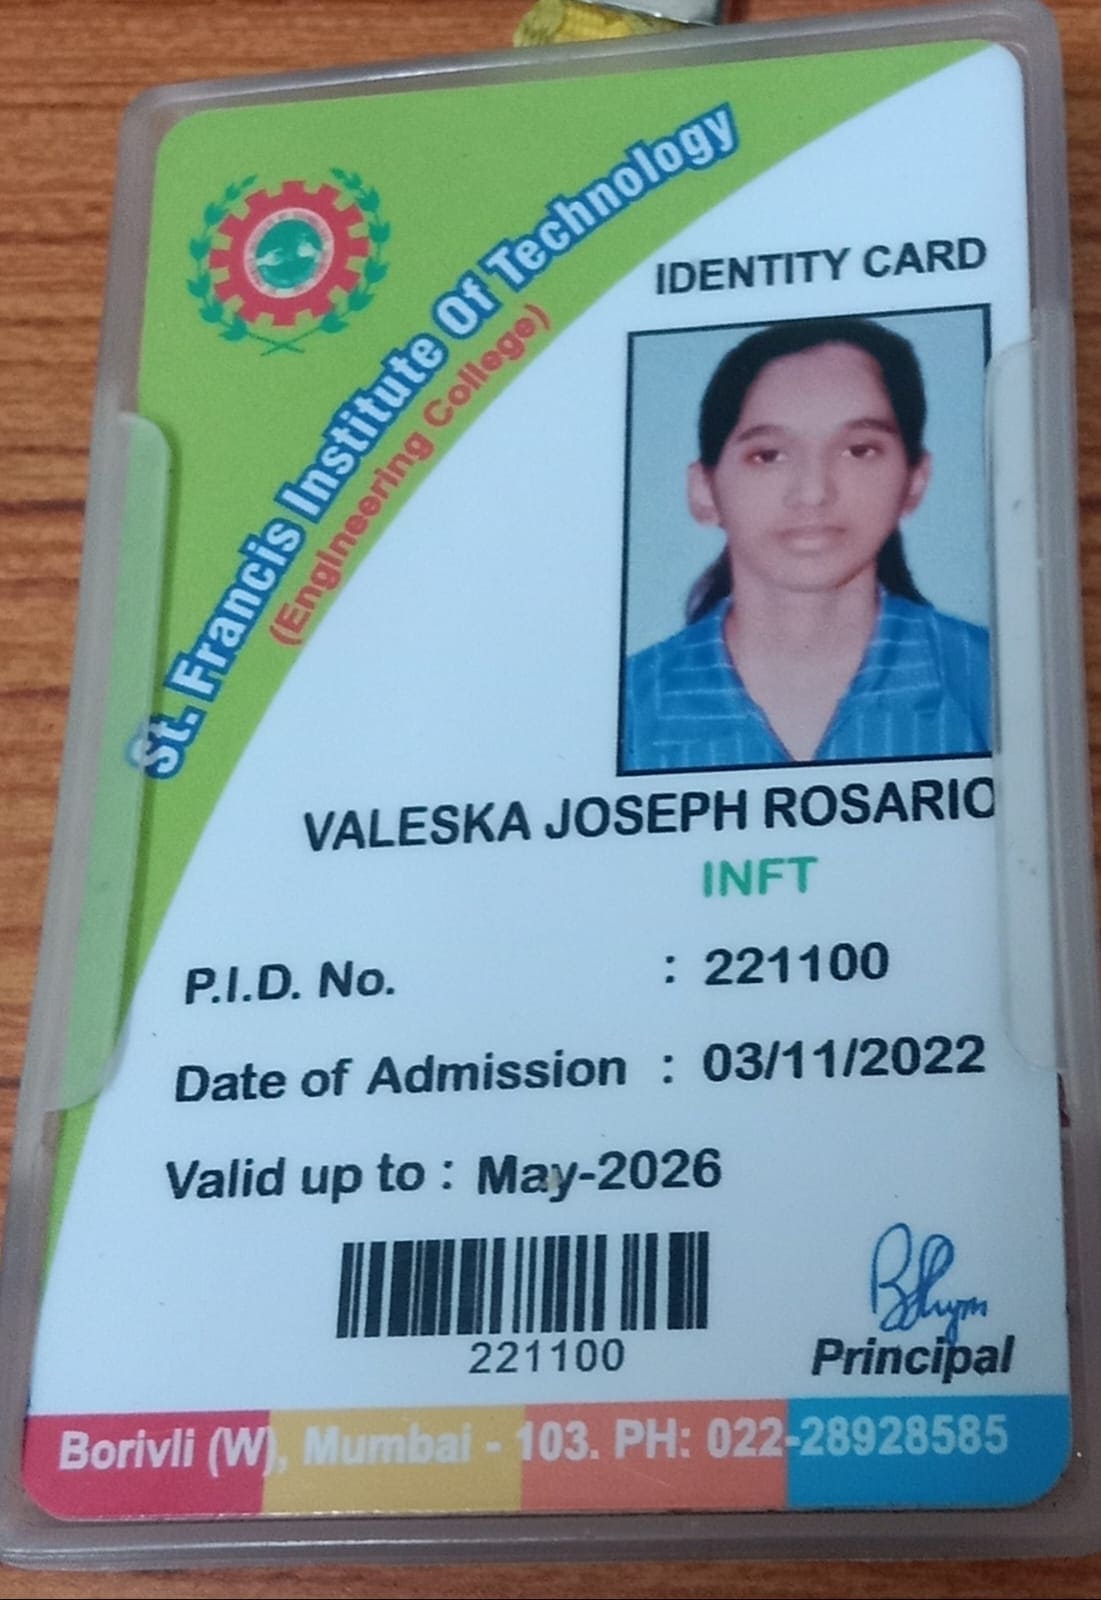 St. Francis Institute Of Technology
(Engineering College)
IDENTITY CARD
VALESKA JOSEPH ROSARIO
INFT
P.I.D. No. : 221100
Date of Admission : 03/11/2022
Valid up to : May-2026
221100
Principal
Borivli (W), Mumbai - 103. PH: 022-28928585